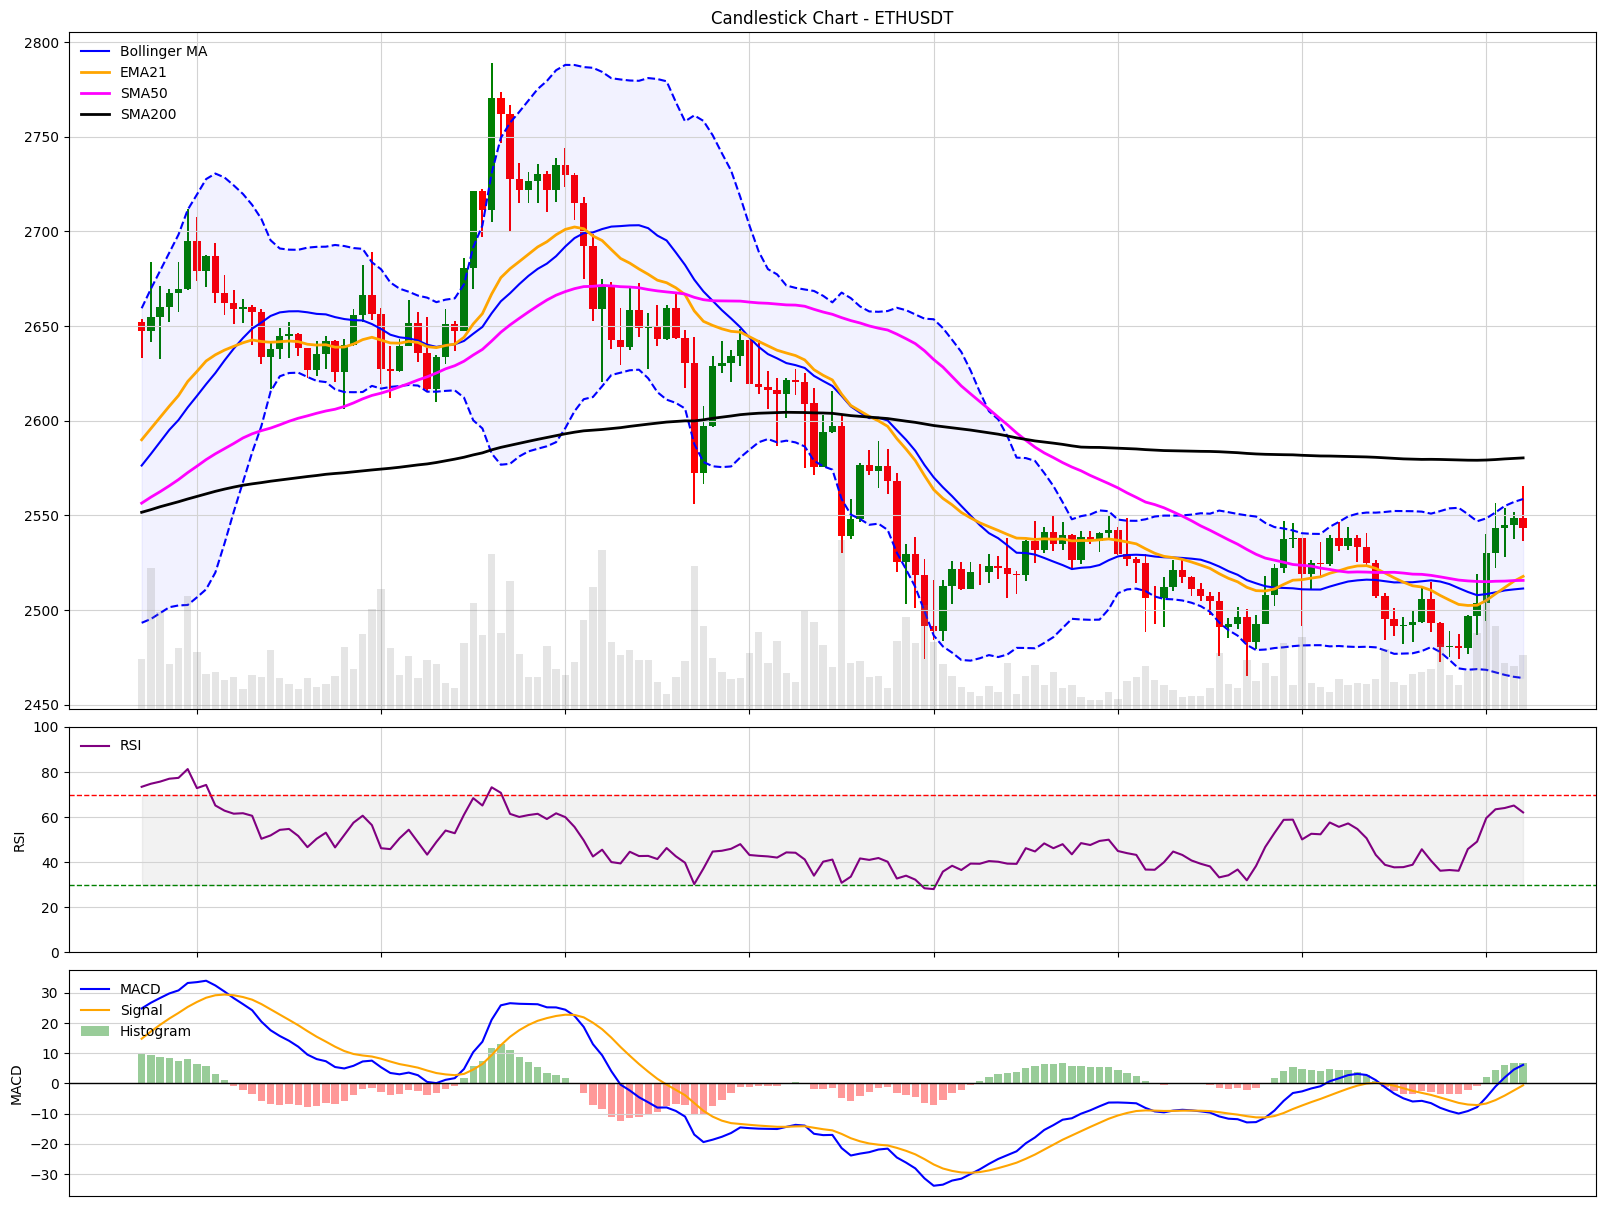 Candlestick Chart - ETHUSDT
2800
2750
2700
2650
2600
2550
2500
2450
Bollinger MA
EMA21
SMA50
SMA200
RSI
100
80
60
40
20
0
RSI
MACD
30
20
10
0
−10
−20
−30
MACD
Signal
Histogram